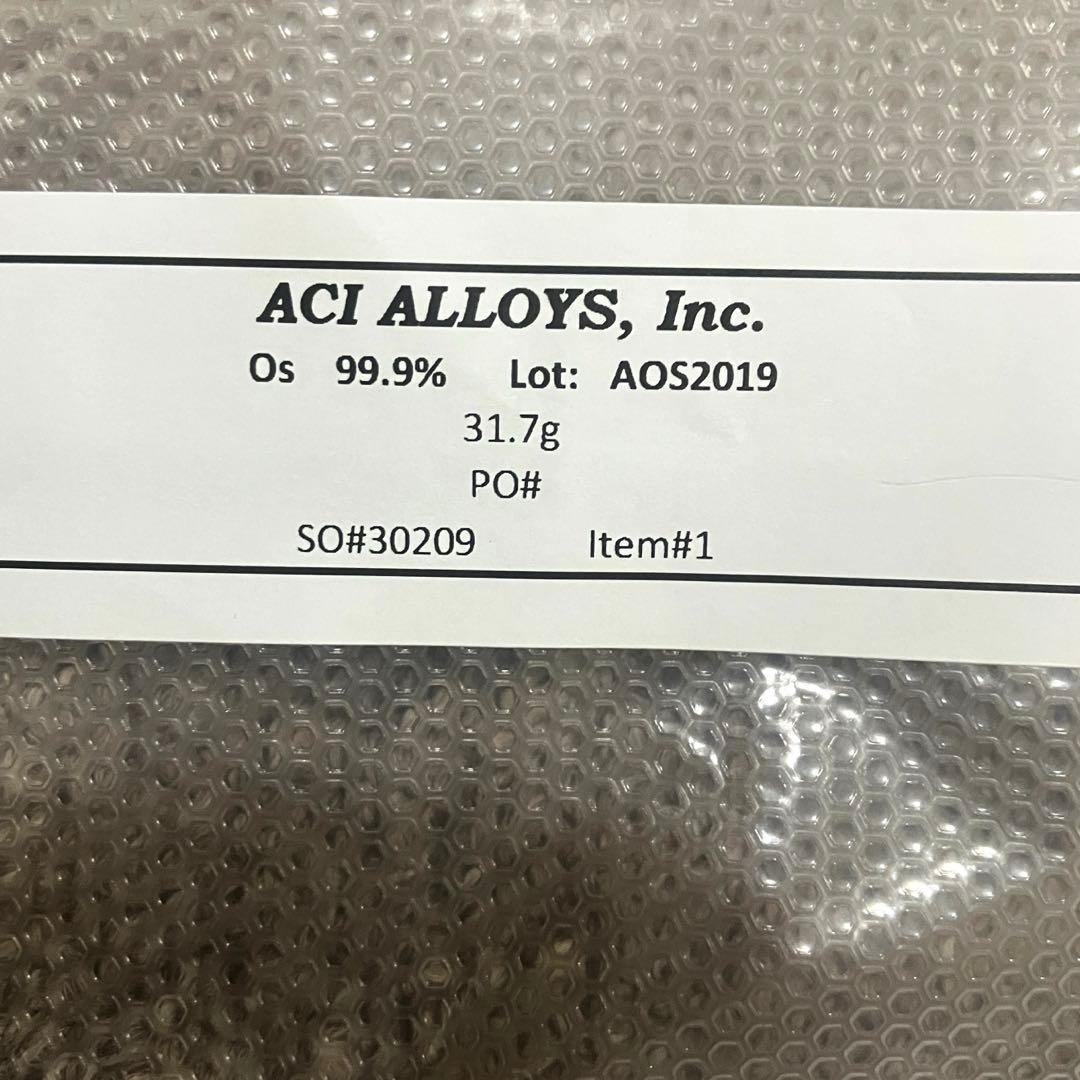 ACI ALLOYS, Inc.
Os 99.9% Lot: AOS2019
31.7g
PO#
SO#30209 Item#1